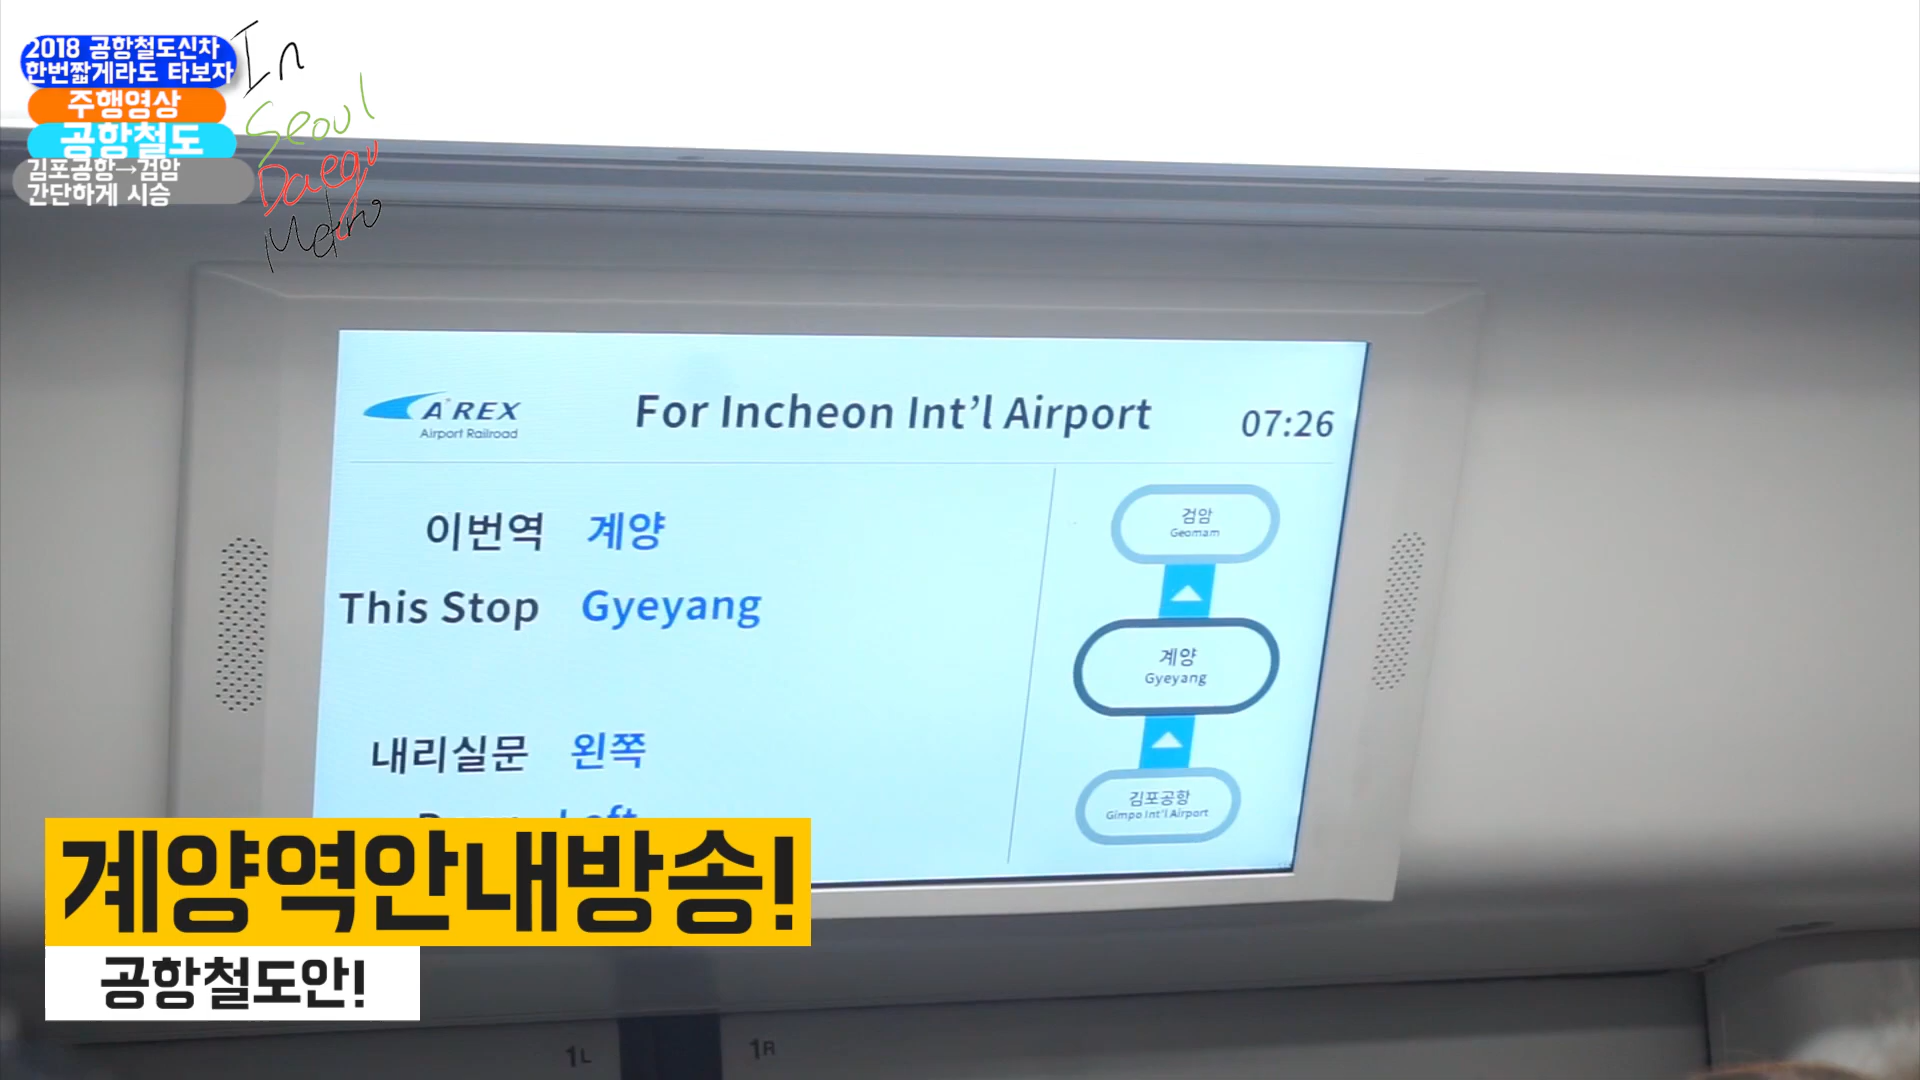 2018 공항철도신차
한번짧게라도 타보자
주행영상
공항철도
김포공항→검암
간단하게 시승
In
Seoul
Daegu
Metro
A'REX
Airport Railroad
For Incheon Int'l Airport
07:26
이번역 계양
This Stop Gyeyang
내리실문 왼쪽
Left
검암
Geomam
계양
Gyeyang
김포공항
Gimpo Int'l Airport
계양역안내방송!
공항철도안!
1L
1R